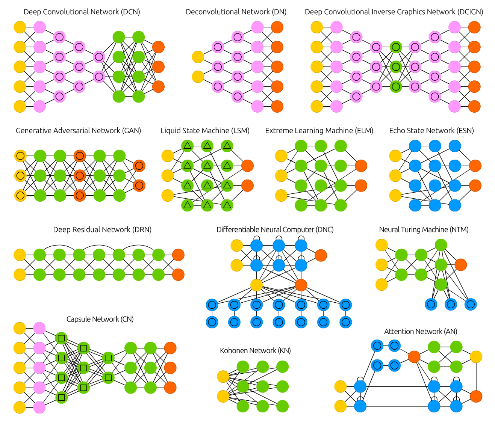 Deep Convolutional Network (DCN)
Deconvolutional Network (DN)
Deep Convolutional Inverse Graphics Network (DCIGN)
Generative Adversarial Network (GAN)
Liquid State Machine (LSM)
Extreme Learning Machine (ELM)
Echo State Network (ESN)
Deep Residual Network (DRN)
Differentiable Neural Computer (DNC)
Neural Turing Machine (NTM)
Capsule Network (CN)
Kohonen Network (KN)
Attention Network (AN)